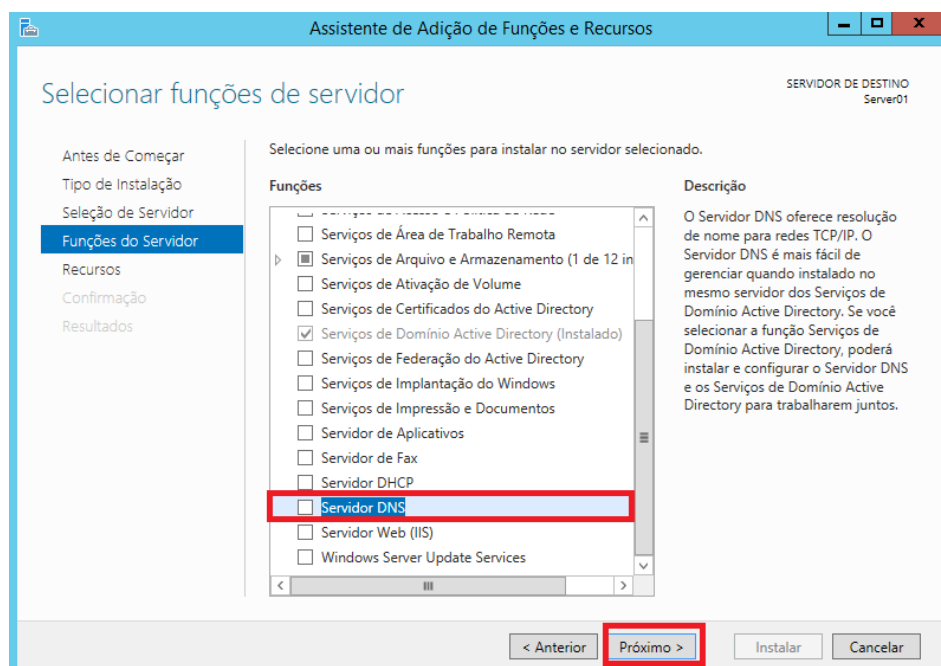 Assistente de Adição de Funções e Recursos
Selecionar funções de servidor
SERVIDOR DE DESTINO
Server01
Antes de Começar
Tipo de Instalação
Seleção de Servidor
Funções do Servidor
Recursos
Confirmação
Resultados
Selecione uma ou mais funções para instalar no servidor selecionado.
Funções
Serviços de Área de Trabalho Remota
Serviços de Arquivo e Armazenamento (1 de 12 in
Serviços de Ativação de Volume
Serviços de Certificados do Active Directory
Serviços de Domínio Active Directory (Instalado)
Serviços de Federação do Active Directory
Serviços de Implantação do Windows
Serviços de Impressão e Documentos
Servidor de Aplicativos
Servidor de Fax
Servidor DHCP
Servidor DNS
Servidor Web (IIS)
Windows Server Update Services
Descrição
O Servidor DNS oferece resolução
de nome para redes TCP/IP. O
Servidor DNS é mais fácil de
gerenciar quando instalado no
mesmo servidor dos Serviços de
Domínio Active Directory. Se você
selecionar a função Serviços de
Domínio Active Directory, poderá
instalar e configurar o Servidor DNS
e os Serviços de Domínio Active
Directory para trabalharem juntos.
< Anterior
Próximo >
Instalar
Cancelar